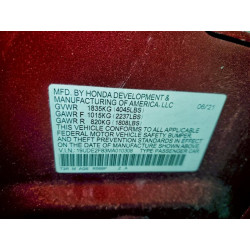 MFD. BY HONDA DEVELOPMENT &
MANUFACTURING OF AMERICA, LLC
GVWR 1835KG(4045LBS) 06/21
GAWR F 1015KG(2237LBS)
GAWR R 820KG(1808LBS)
THIS VEHICLE CONFORMS TO ALL APPLICABLE
FEDERAL MOTOR VEHICLE SAFETY, BUMPER,
AND THEFT PREVENTION STANDARDS IN EFFECT
ON THE DATE OF MANUFACTURE SHOWN ABOVE.
V.I.N.: TYPE: PASSENGER CAR